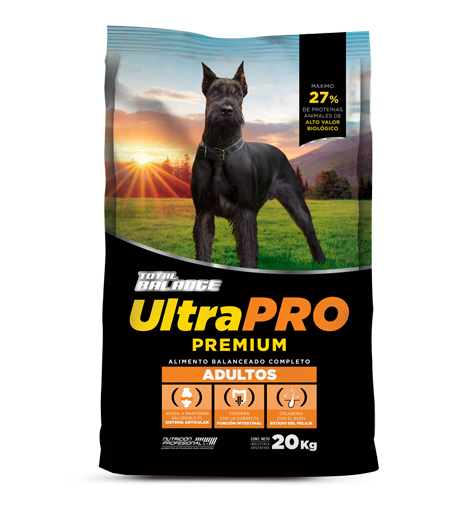 MÁXIMO
27%
DE PROTEÍNAS
ANIMALES DE
ALTO VALOR
BIOLÓGICO
TOTAL
BALANCE
UltraPRO
PREMIUM
ALIMENTO BALANCEADO COMPLETO
ADULTOS
AYUDA A MANTENER
SALUDABLE EL
SISTEMA ARTICULAR
COOPERA
CON LA CORRECTA
FUNCIÓN INTESTINAL
COLABORA
CON EL BUEN
ESTADO DEL PELAJE
NUTRICIÓN
PROFESIONAL
CONT. NETO
INDUSTRIA
ARGENTINA
20Kg